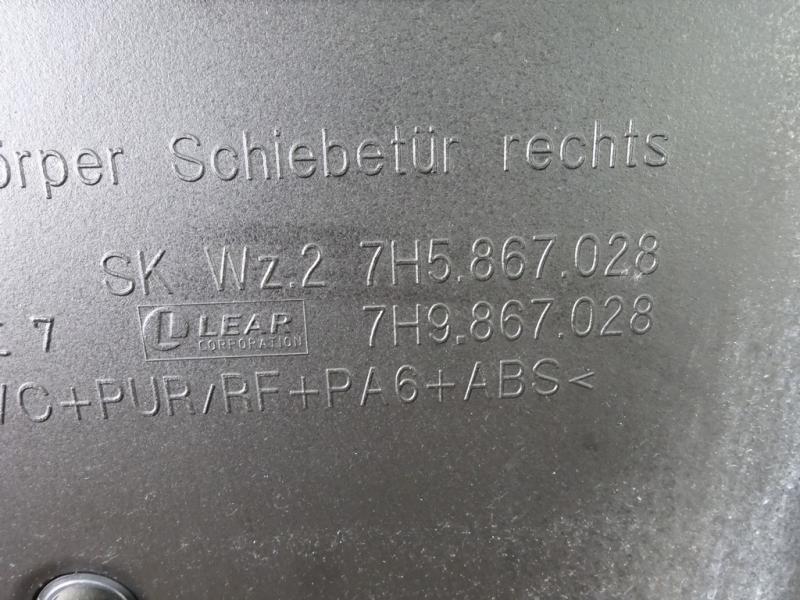 örper Schiebetür rechts
SK Wz.2 7H5.867.028
7 LEAR CORPORATION 7H9.867.028
VC+PUR/RF+PA6+ABS<